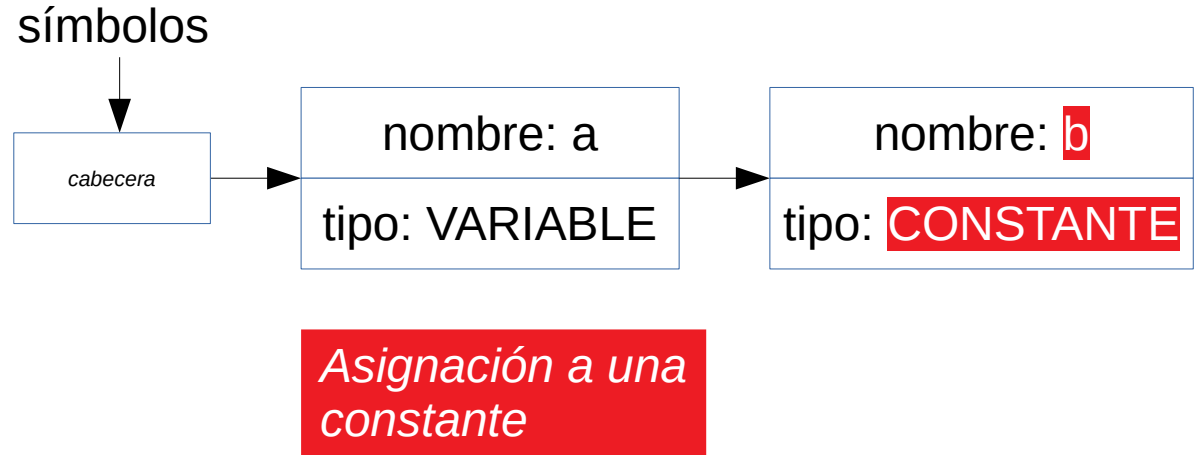 símbolos
cabecera
nombre: a
tipo: VARIABLE
nombre: b
tipo: CONSTANTE
Asignación a una
constante